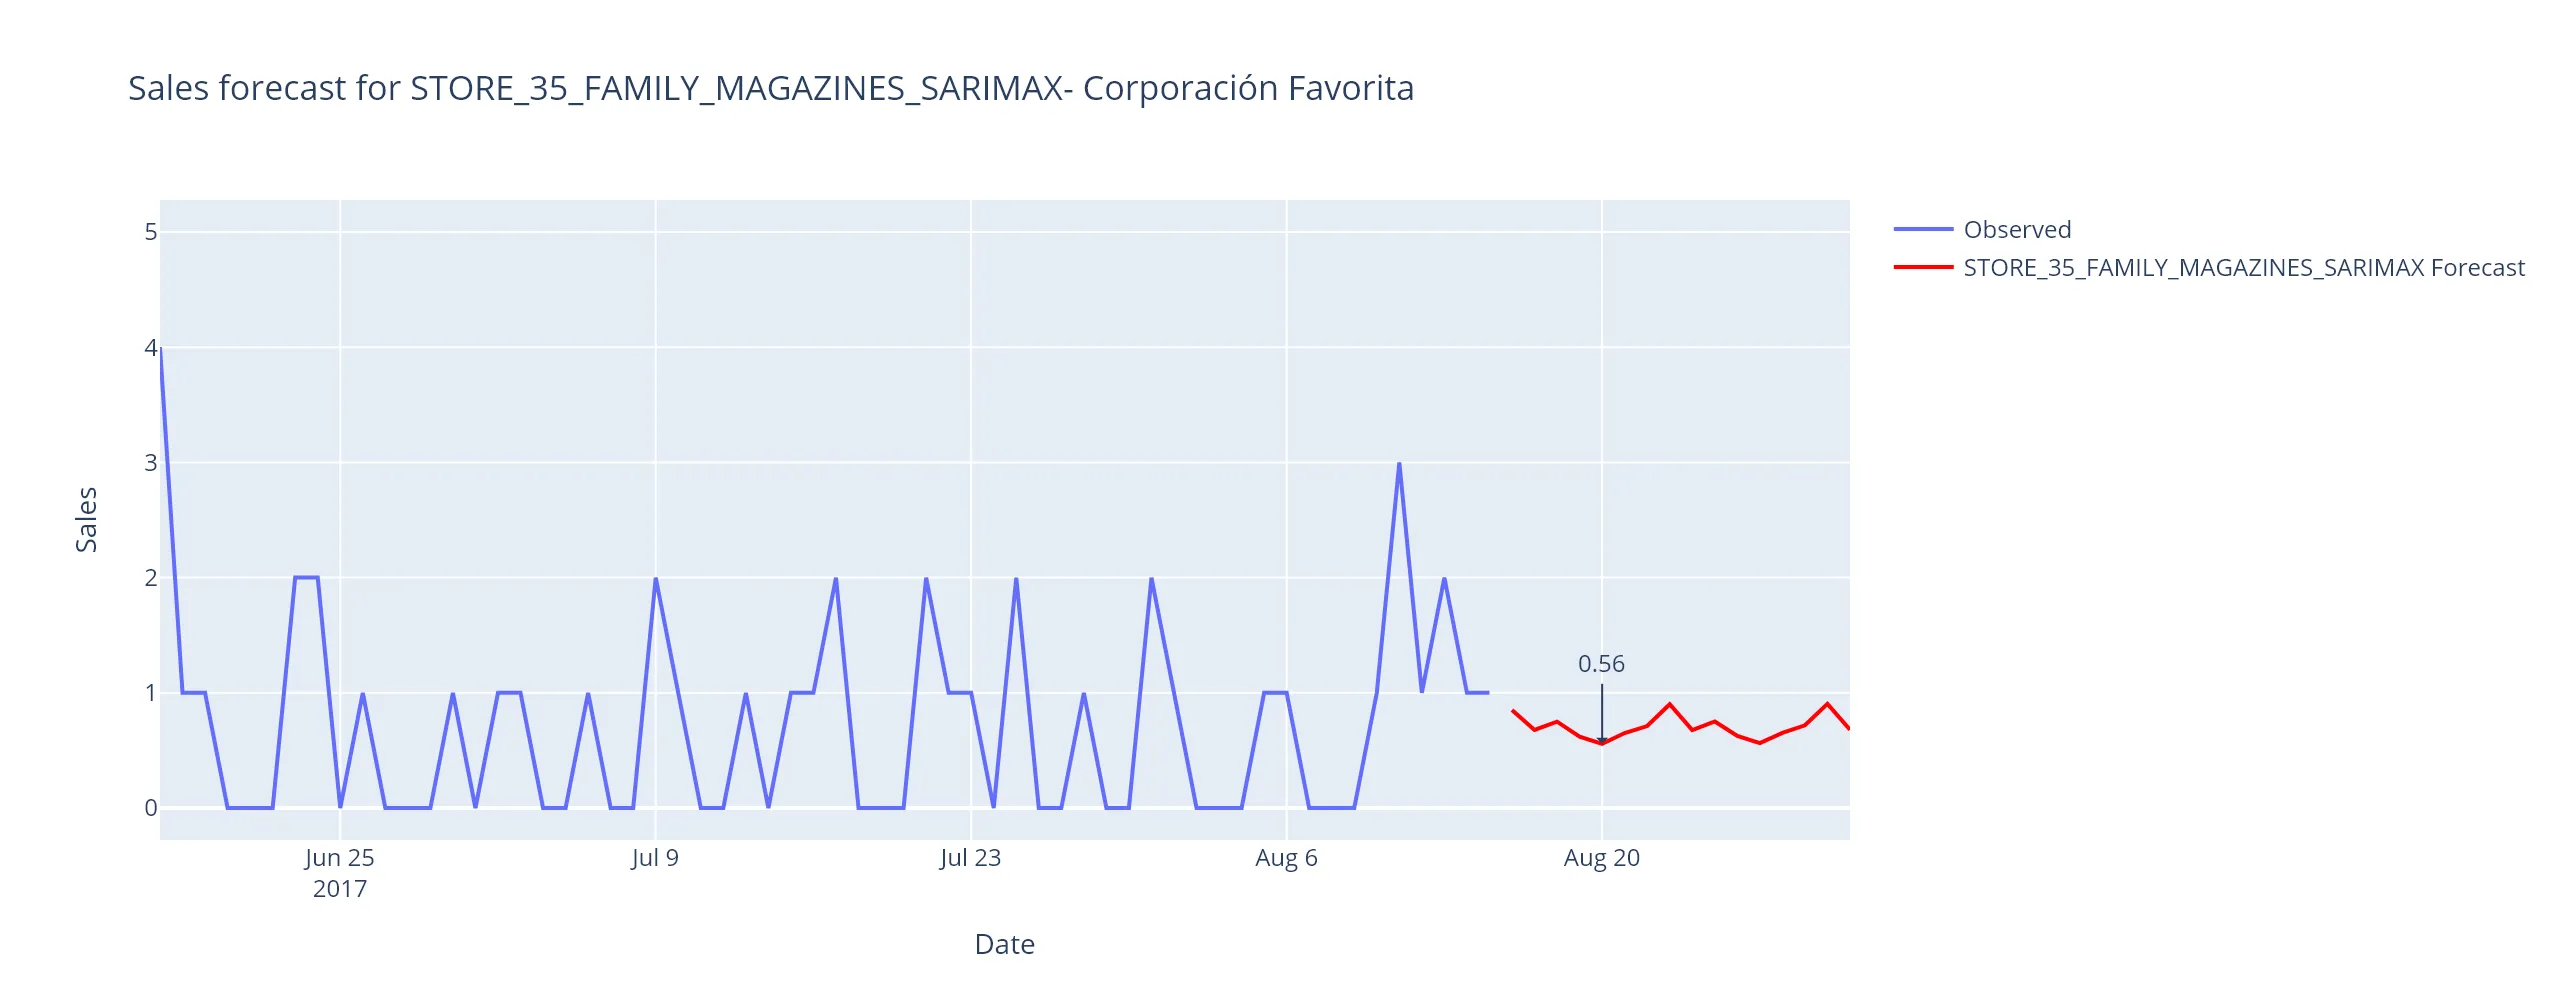 Sales forecast for STORE_35_FAMILY_MAGAZINES_SARIMAX- Corporación Favorita
Observed
STORE_35_FAMILY_MAGAZINES_SARIMAX Forecast
5
4
3
2
1
0
Sales
0.56
Jun 25
2017
Jul 9
Jul 23
Aug 6
Aug 20
Date